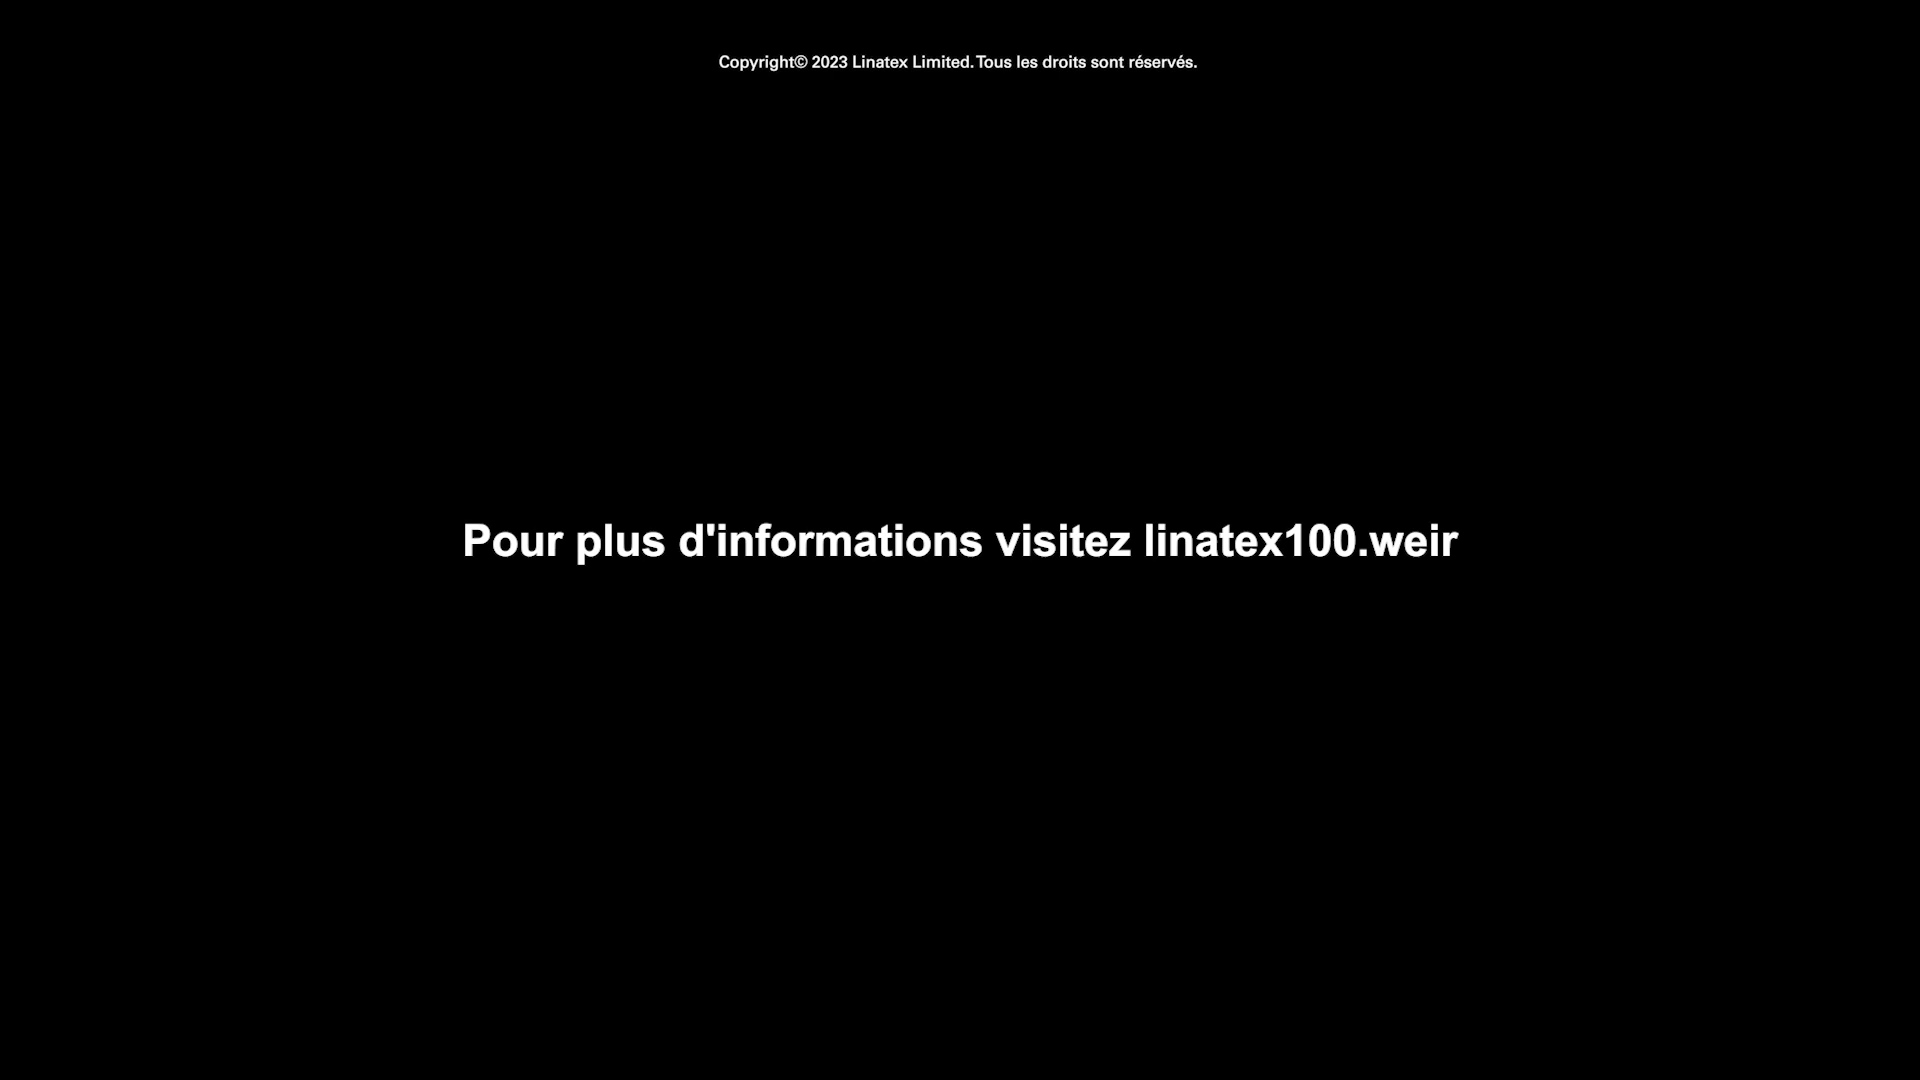 Copyright© 2023 Linatex Limited. Tous les droits sont réservés.
Pour plus d'informations visitez linatex100.weir